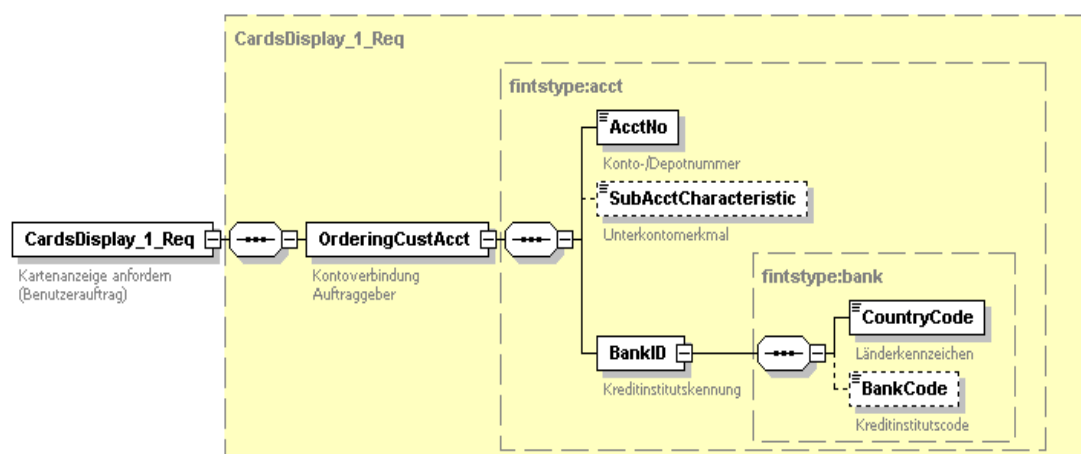 CardsDisplay_1_Req
fintstype:acct
AcctNo
Konto-/Depotnummer
SubAcctCharacteristic
Unterkontomerkmal
CardsDisplay_1_Req
Kartenanzeige anfordern
(Benutzerauftrag)
OrderingCustAcct
Kontoverbindung
Auftraggeber
fintstype:bank
BankID
Kreditinstitutskennung
CountryCode
Länderkennzeichen
BankCode
Kreditinstitutscode